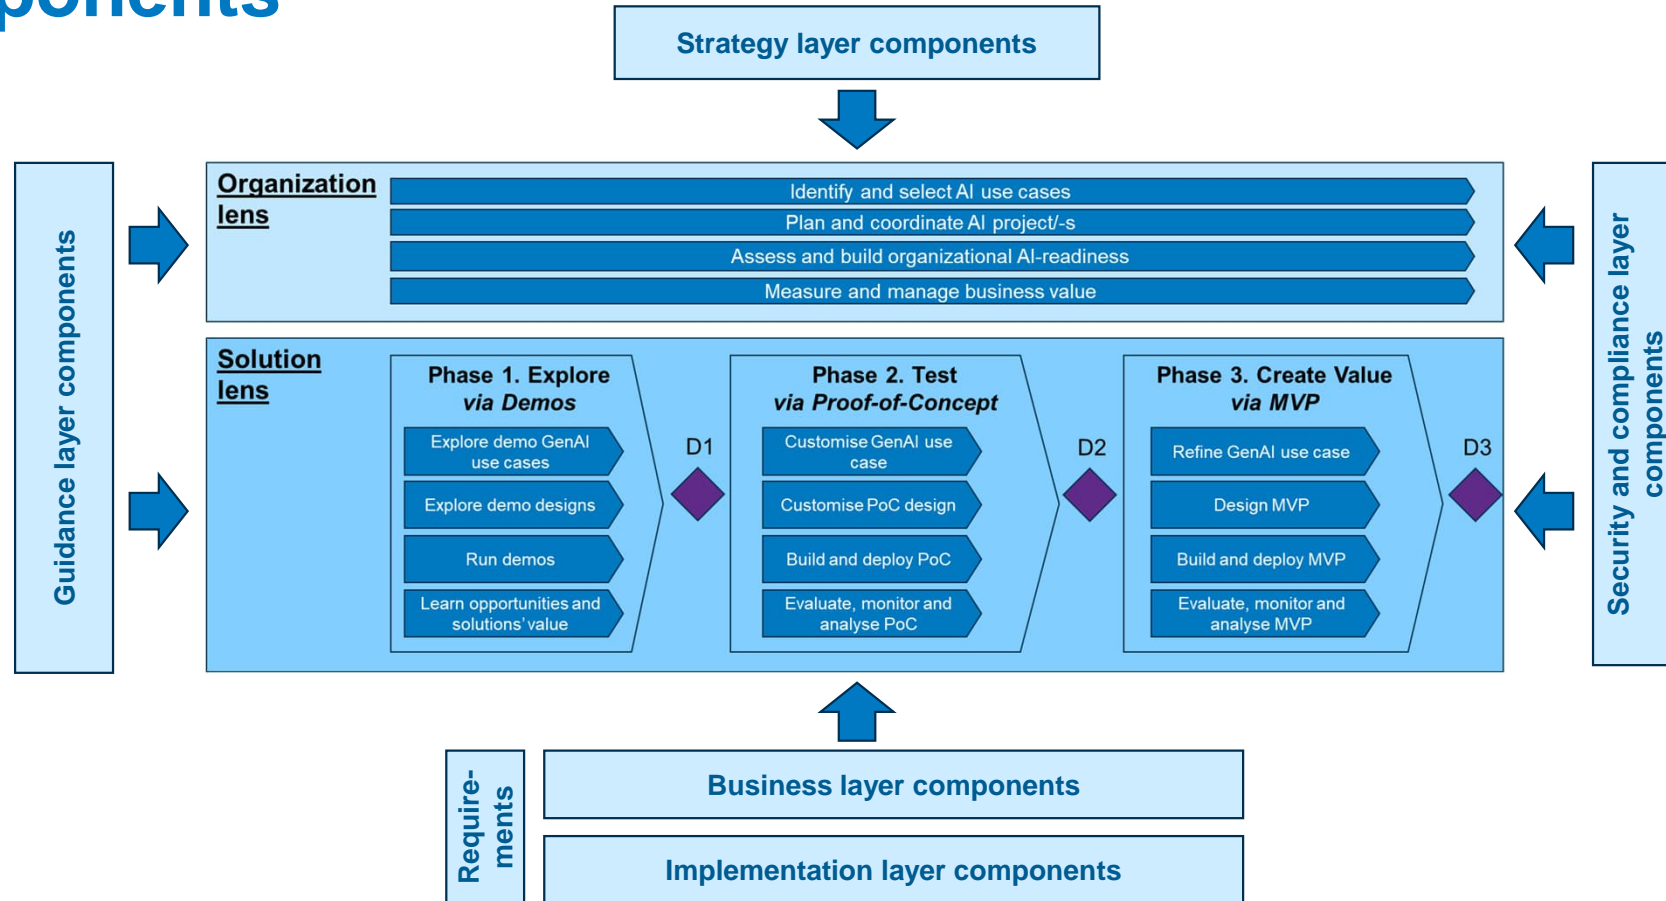 Strategy layer components
Guidance layer components
Organization
lens
Identify and select AI use cases
Plan and coordinate AI project/-s
Assess and build organizational AI-readiness
Measure and manage business value
Security and compliance layer
components
Solution
lens
Phase 1. Explore
via Demos
Explore demo GenAI
use cases
Explore demo designs
Run demos
Learn opportunities and
solutions' value
D1
Phase 2. Test
via Proof-of-Concept
Customise GenAI use
case
Customise PoC design
Build and deploy PoC
Evaluate, monitor and
analyse PoC
D2
Phase 3. Create Value
via MVP
Refine GenAI use case
Design MVP
Build and deploy MVP
Evaluate, monitor and
analyse MVP
D3
Require-
ments
Business layer components
Implementation layer components